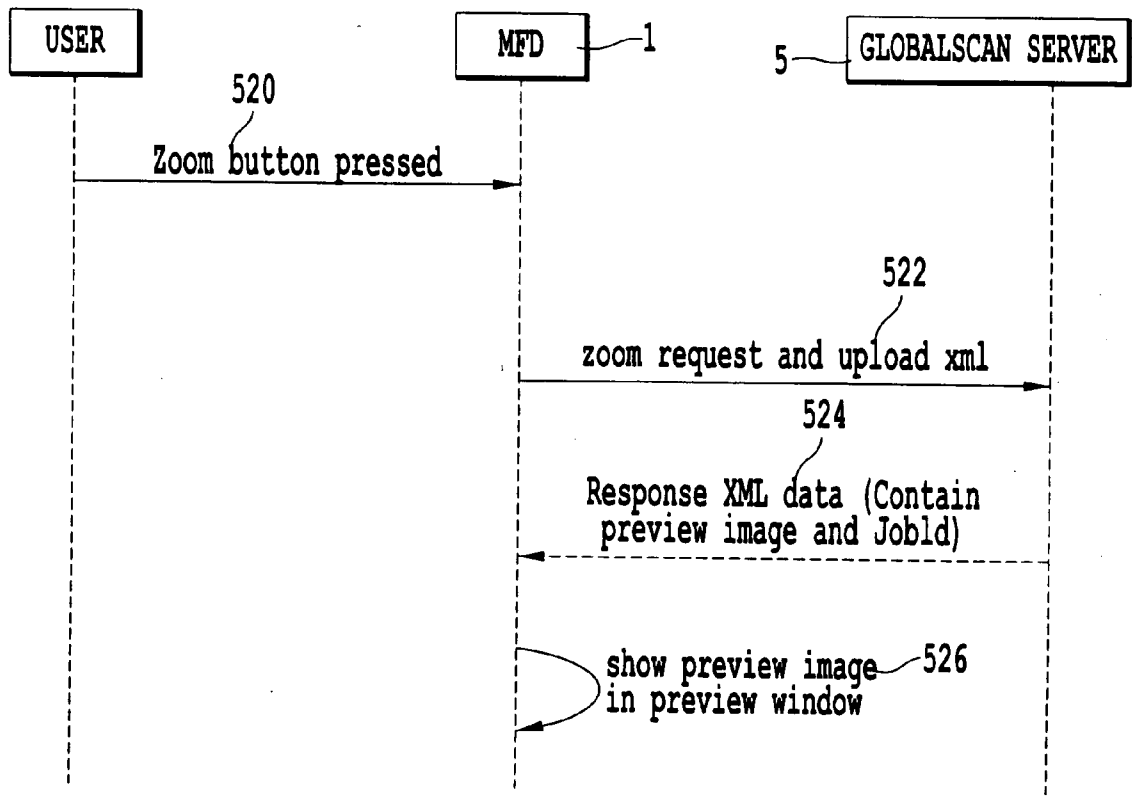 USER
MFD
1
5
GLOBALSCAN SERVER
520
Zoom button pressed
522
zoom request and upload xml
524
Response XML data (Contain
preview image and JobId)
show preview image
in preview window
526